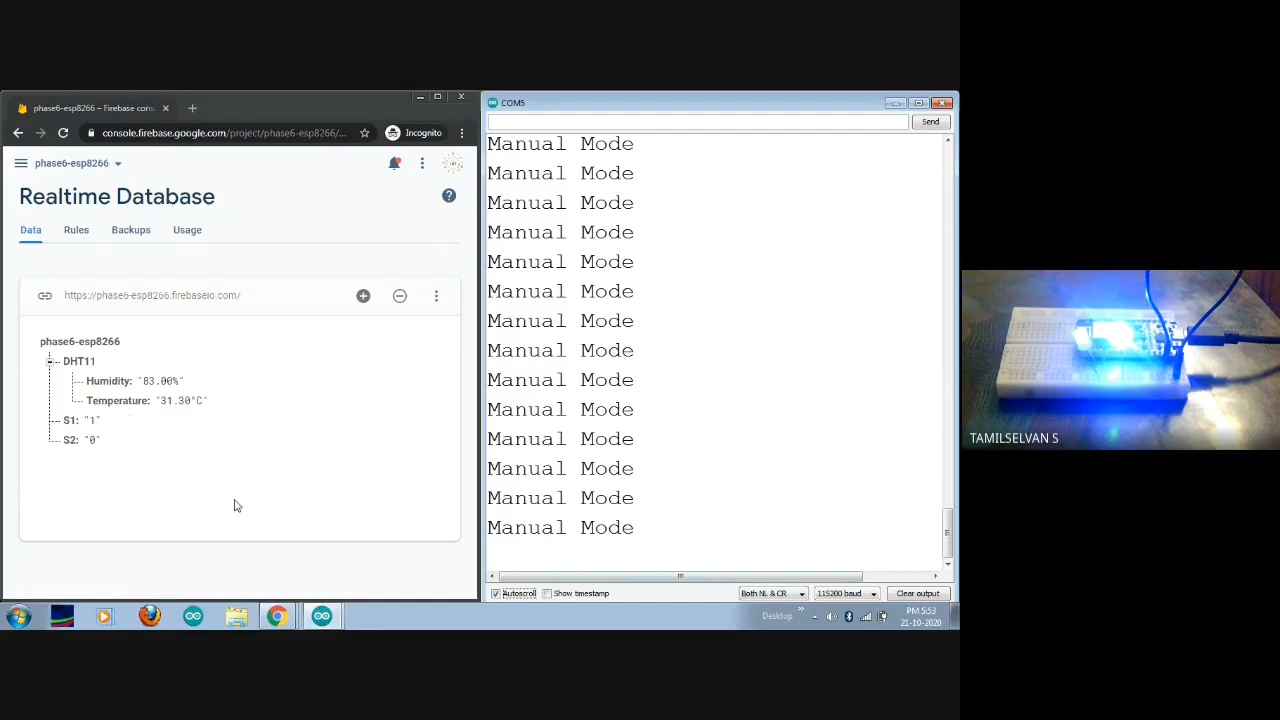 phase6-esp8266 – Firebase cons
console.firebase.google.com/project/phase6-esp8266/...
Incognito
phase6-esp8266
Realtime Database
Data
Rules
Backups
Usage
https://phase6-esp8266.firebaseio.com/
phase6-esp8266
DHT11
Humidity: "83.00%"
Temperature: "31.30°C"
S1: "1"
S2: "0"
COM5
Send
Manual Mode
Manual Mode
Manual Mode
Manual Mode
Manual Mode
Manual Mode
Manual Mode
Manual Mode
Manual Mode
Manual Mode
Manual Mode
Manual Mode
Manual Mode
Manual Mode
Autoscroll
Show timestamp
Both NL & CR
115200 baud
Clear output
Desktop
PM 5:53
21-10-2020
TAMILSELVAN S